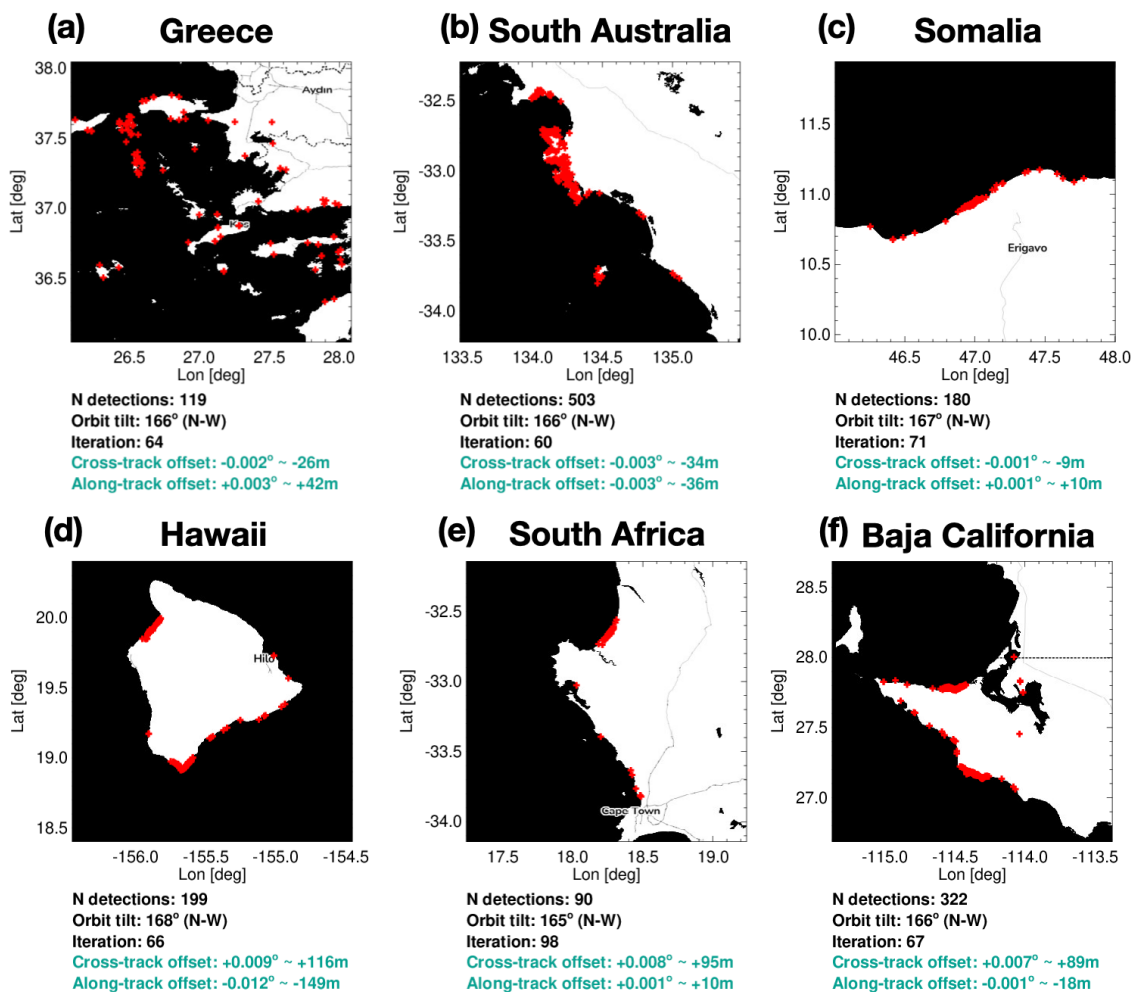 (a) Greece
38.0
37.5
37.0
36.5
Lat [deg]
Aydın
26.5 27.0 27.5 28.0
Lon [deg]
N detections: 119
Orbit tilt: 166° (N-W)
Iteration: 64
Cross-track offset: -0.002° ~ -26m
Along-track offset: +0.003° ~ +42m
(b) South Australia
-32.5
-33.0
-33.5
-34.0
Lat [deg]
133.5 134.0 134.5 135.0
Lon [deg]
N detections: 503
Orbit tilt: 166° (N-W)
Iteration: 60
Cross-track offset: -0.003° ~ -34m
Along-track offset: -0.003° ~ -36m
(c) Somalia
11.5
11.0
10.5
10.0
Lat [deg]
Erigavo
46.5 47.0 47.5 48.0
Lon [deg]
N detections: 180
Orbit tilt: 167° (N-W)
Iteration: 71
Cross-track offset: -0.001° ~ -9m
Along-track offset: +0.001° ~ +10m
(d) Hawaii
20.0
19.5
19.0
18.5
Lat [deg]
Hilo
-156.0 -155.5 -155.0 -154.5
Lon [deg]
N detections: 199
Orbit tilt: 168° (N-W)
Iteration: 66
Cross-track offset: +0.009° ~ +116m
Along-track offset: -0.012° ~ -149m
(e) South Africa
-32.5
-33.0
-33.5
-34.0
Lat [deg]
Cape Town
17.5 18.0 18.5 19.0
Lon [deg]
N detections: 90
Orbit tilt: 165° (N-W)
Iteration: 98
Cross-track offset: +0.008° ~ +95m
Along-track offset: +0.001° ~ +10m
(f) Baja California
28.5
28.0
27.5
27.0
Lat [deg]
-115.0 -114.5 -114.0 -113.5
Lon [deg]
N detections: 322
Orbit tilt: 166° (N-W)
Iteration: 67
Cross-track offset: +0.007° ~ +89m
Along-track offset: -0.001° ~ -18m